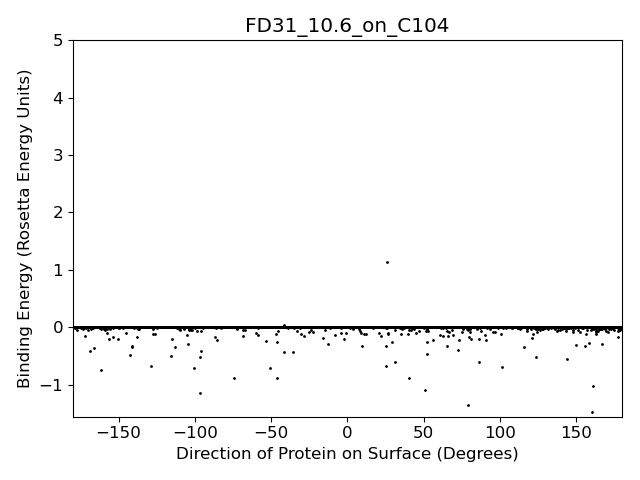 FD31_10.6_on_C104
Binding Energy (Rosetta Energy Units)
5
4
3
2
1
0
−1
−150 −100 −50 0 50 100 150
Direction of Protein on Surface (Degrees)